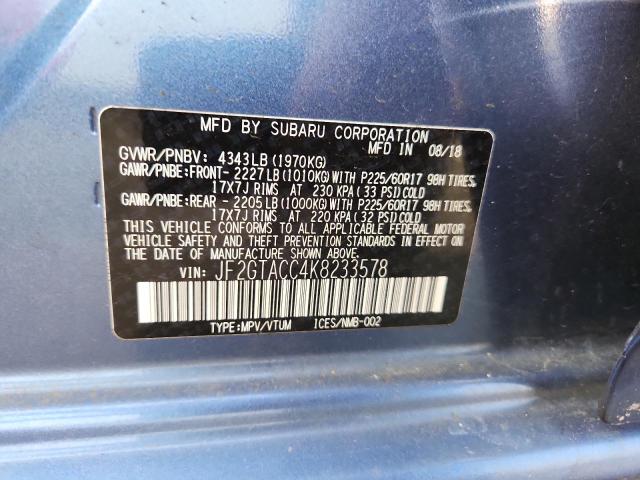 MFD BY SUBARU CORPORATION
MFD IN 08/18
GVWR/PNBV: 4343LB (1970KG)
GAWR/PNBE:FRONT- 2227LB (1010KG) WITH P225/60R17 98H TIRES,
17X7J RIMS AT 230 KPA (33 PSI) COLD
GAWR/PNBE:REAR - 2205LB (1000KG) WITH P225/60R17 98H TIRES,
17X7J RIMS AT 220 KPA (32 PSI) COLD
THIS VEHICLE CONFORMS TO ALL APPLICABLE FEDERAL MOTOR
VEHICLE SAFETY AND THEFT PREVENTION STANDARDS IN EFFECT ON
THE DATE OF MANUFACTURE SHOWN ABOVE.
VIN: JF2GTACC4K8233578
TYPE:MPV/VTUM ICES/NMB-002